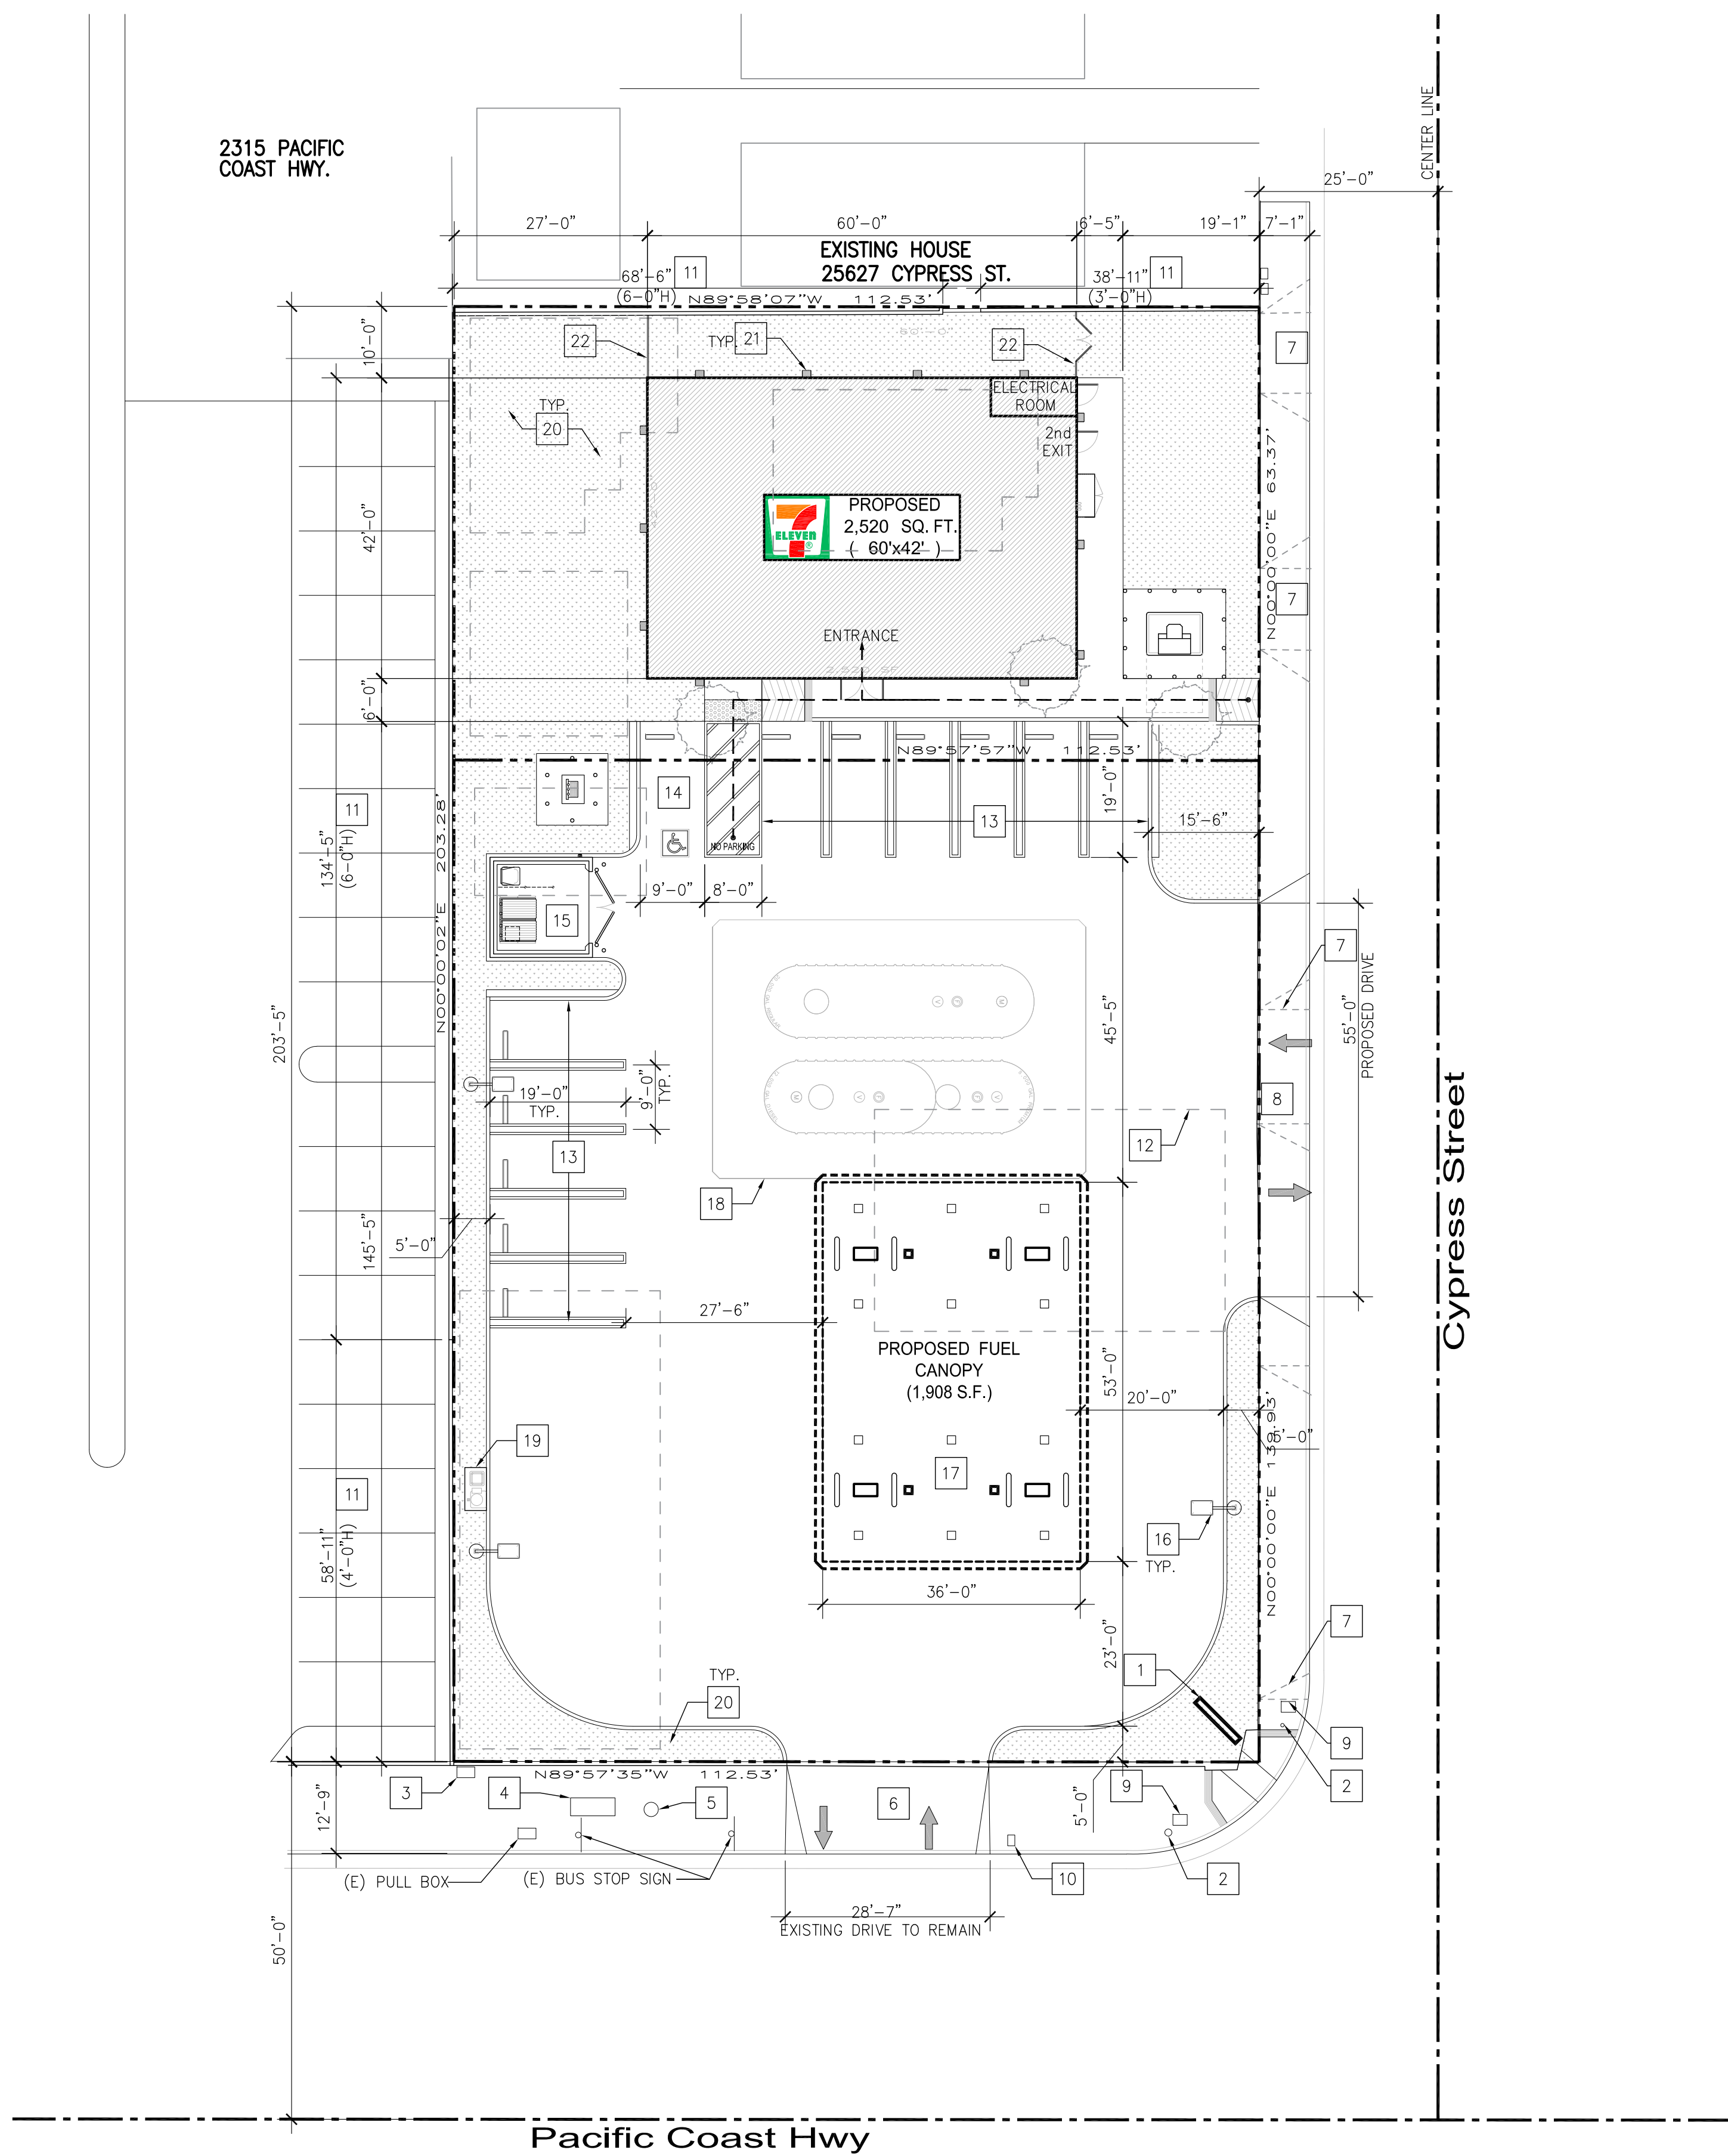 CENTER LINE
2315 PACIFIC
COAST HWY.
25'-0"
27'-0"
60'-0"
6'-5"
19'-1"
7'-1"
EXISTING HOUSE
25627 CYPRESS ST.
68'-6"
(6-0"H)
11
38'-11"
(3'-0"H)
11
N89°58'07"W 112.53'
10'-0"
22
TYP.
21
22
7
ELECTRICAL
ROOM
TYP.
20
2nd
EXIT
N00°00'00"E 63.37'
42'-0"
ELEVEN
PROPOSED
2,520 SQ. FT.
( 60'x42' )
7
ENTRANCE
2,520 SF
6'-0"
N89°57'57"W 112.53'
19'-0"
14
11
134'-5"
(6-0"H)
N00°00'02"E 203.28'
13
15'-6"
NO PARKING
9'-0"
8'-0"
15
7
55'-0"
PROPOSED DRIVE
203'-5"
45'-5"
19'-0"
TYP.
9'-0"
TYP.
8
12
13
18
Cypress Street
145'-5"
5'-0"
27'-6"
PROPOSED FUEL
CANOPY
(1,908 S.F.)
53'-0"
20'-0"
5'-0"
N00°00'00"E 139.93'
19
17
11
58'-11"
(4'-0"H)
16
TYP.
36'-0"
23'-0"
7
1
TYP.
20
9
2
N89°57'35"W 112.53'
3
4
5
6
9
5'-0"
12'-9"
(E) PULL BOX
(E) BUS STOP SIGN
10
2
28'-7"
EXISTING DRIVE TO REMAIN
50'-0"
Pacific Coast Hwy